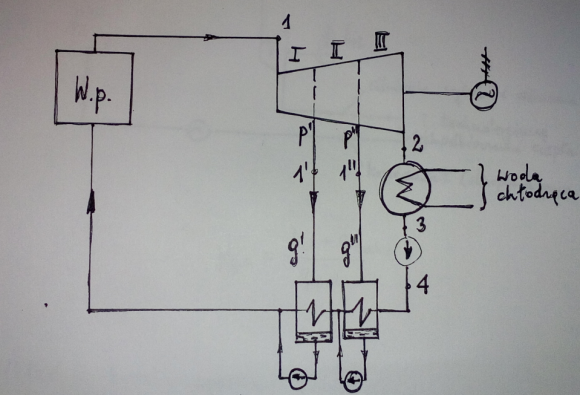 1
I II III
W.p.
p' p"
2
1' 1"
woda
chłodząca
3
g' g"
4